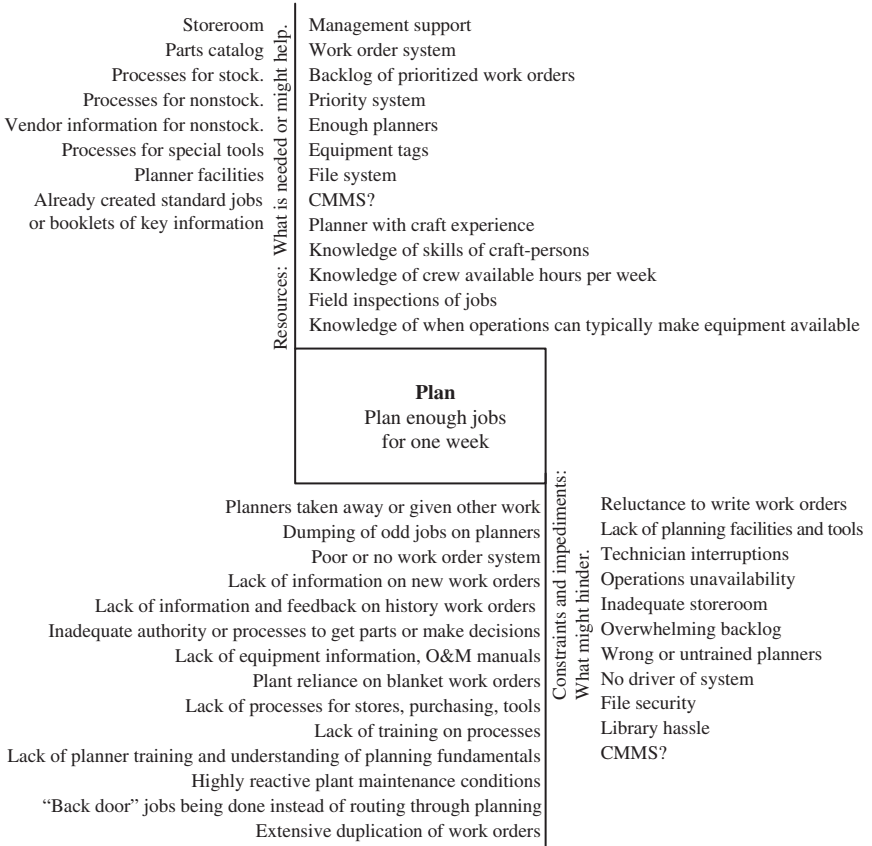 Storeroom
Parts catalog
Processes for stock.
Processes for nonstock.
Vendor information for nonstock.
Processes for special tools
Planner facilities
Already created standard jobs
or booklets of key information
Resources: What is needed or might help.
Management support
Work order system
Backlog of prioritized work orders
Priority system
Enough planners
Equipment tags
File system
CMMS?
Planner with craft experience
Knowledge of skills of craft-persons
Knowledge of crew available hours per week
Field inspections of jobs
Knowledge of when operations can typically make equipment available
Plan
Plan enough jobs
for one week
Planners taken away or given other work
Dumping of odd jobs on planners
Poor or no work order system
Lack of information on new work orders
Lack of information and feedback on history work orders
Inadequate authority or processes to get parts or make decisions
Lack of equipment information, O&M manuals
Plant reliance on blanket work orders
Lack of processes for stores, purchasing, tools
Lack of training on processes
Lack of planner training and understanding of planning fundamentals
Highly reactive plant maintenance conditions
“Back door” jobs being done instead of routing through planning
Extensive duplication of work orders
Constraints and impediments:
What might hinder.
Reluctance to write work orders
Lack of planning facilities and tools
Technician interruptions
Operations unavailability
Inadequate storeroom
Overwhelming backlog
Wrong or untrained planners
No driver of system
File security
Library hassle
CMMS?